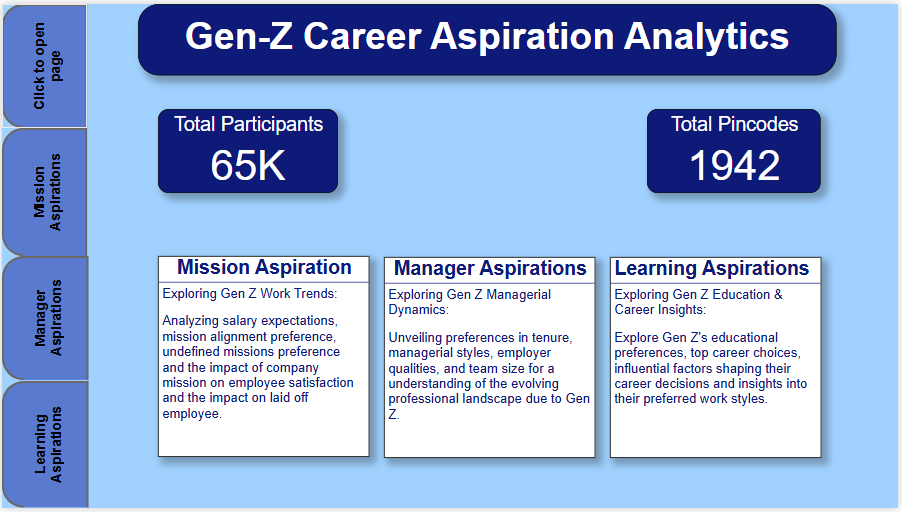 Gen-Z Career Aspiration Analytics
Click to open
page
Mission
Aspirations
Manager
Aspirations
Learning
Aspirations
Total Participants
65K
Total Pincodes
1942
Mission Aspiration
Exploring Gen Z Work Trends:
Analyzing salary expectations,
mission alignment preference,
undefined missions preference
and the impact of company
mission on employee satisfaction
and the impact on laid off
employee.
Manager Aspirations
Exploring Gen Z Managerial
Dynamics:
Unveiling preferences in tenure,
managerial styles, employer
qualities, and team size for a
understanding of the evolving
professional landscape due to Gen
Z.
Learning Aspirations
Exploring Gen Z Education &
Career Insights:
Explore Gen Z's educational
preferences, top career choices,
influential factors shaping their
career decisions and insights into
their preferred work styles.